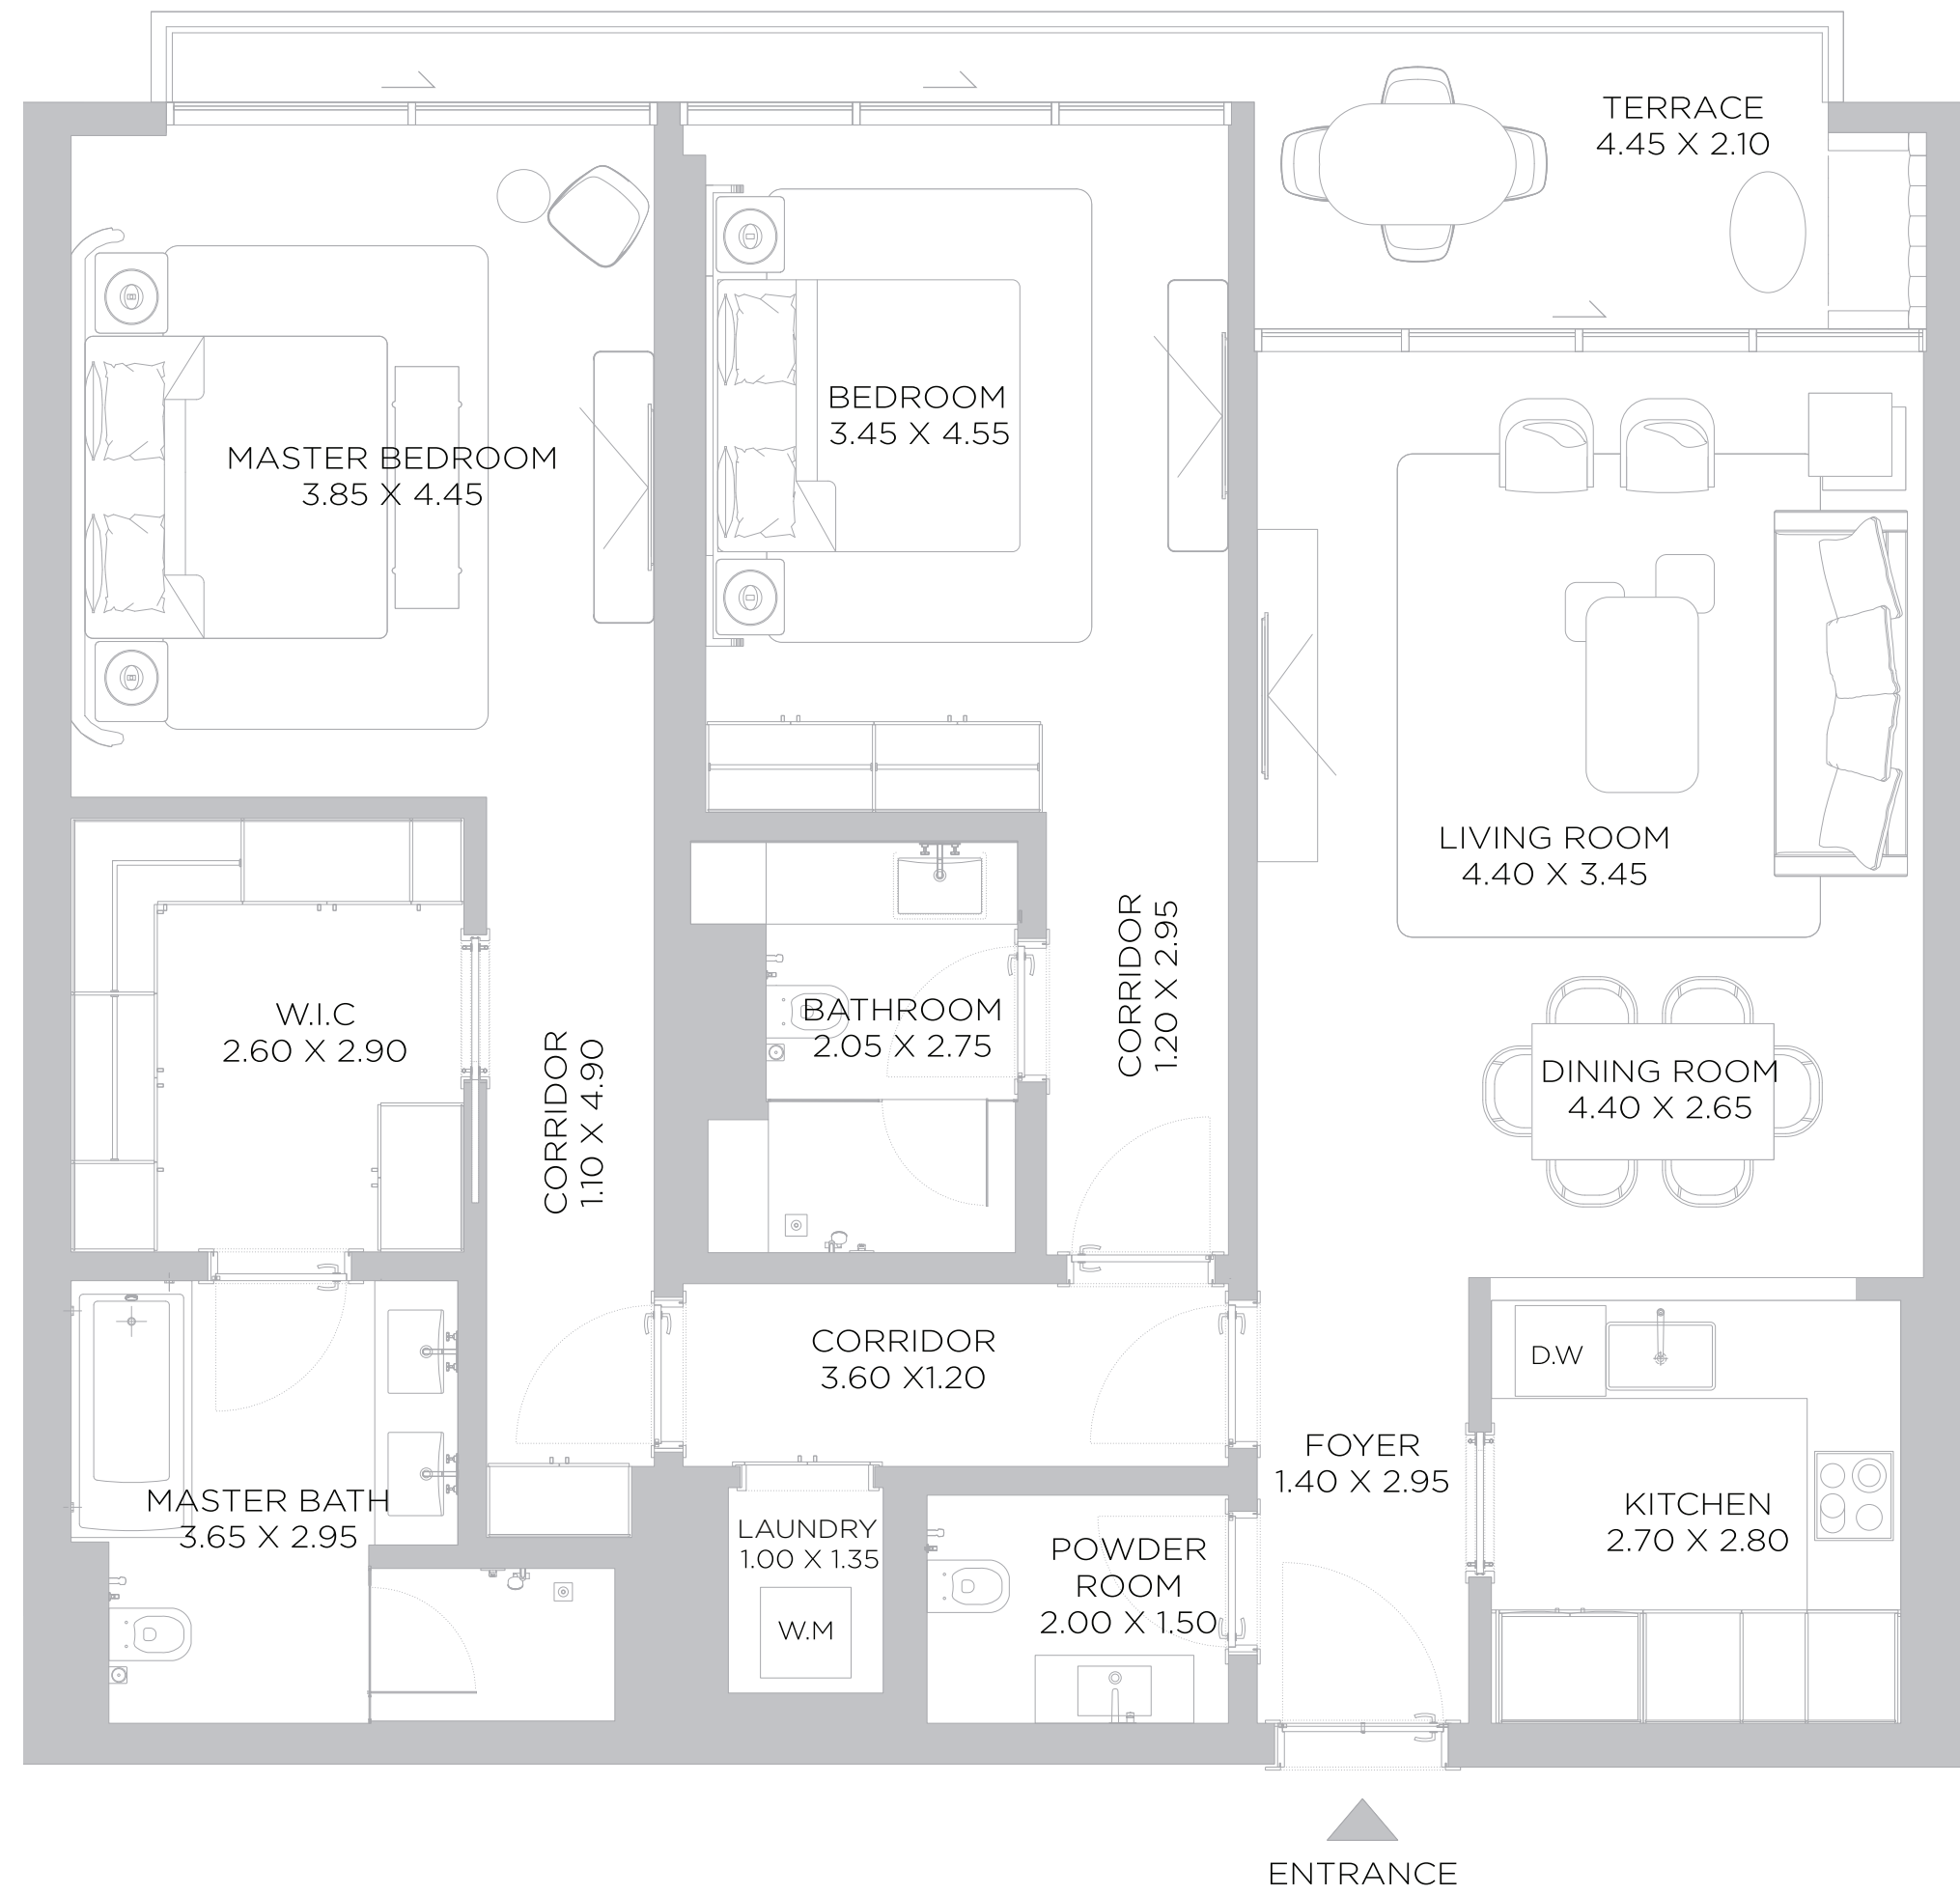 TERRACE
4.45 X 2.10
MASTER BEDROOM
3.85 X 4.45
BEDROOM
3.45 X 4.55
LIVING ROOM
4.40 X 3.45
W.I.C
2.60 X 2.90
CORRIDOR
1.10 X 4.90
BATHROOM
2.05 X 2.75
CORRIDOR
1.20 X 2.95
DINING ROOM
4.40 X 2.65
CORRIDOR
3.60 X1.20
D.W
FOYER
1.40 X 2.95
MASTER BATH
3.65 X 2.95
LAUNDRY
1.00 X 1.35
W.M
POWDER
ROOM
2.00 X 1.50
KITCHEN
2.70 X 2.80
ENTRANCE